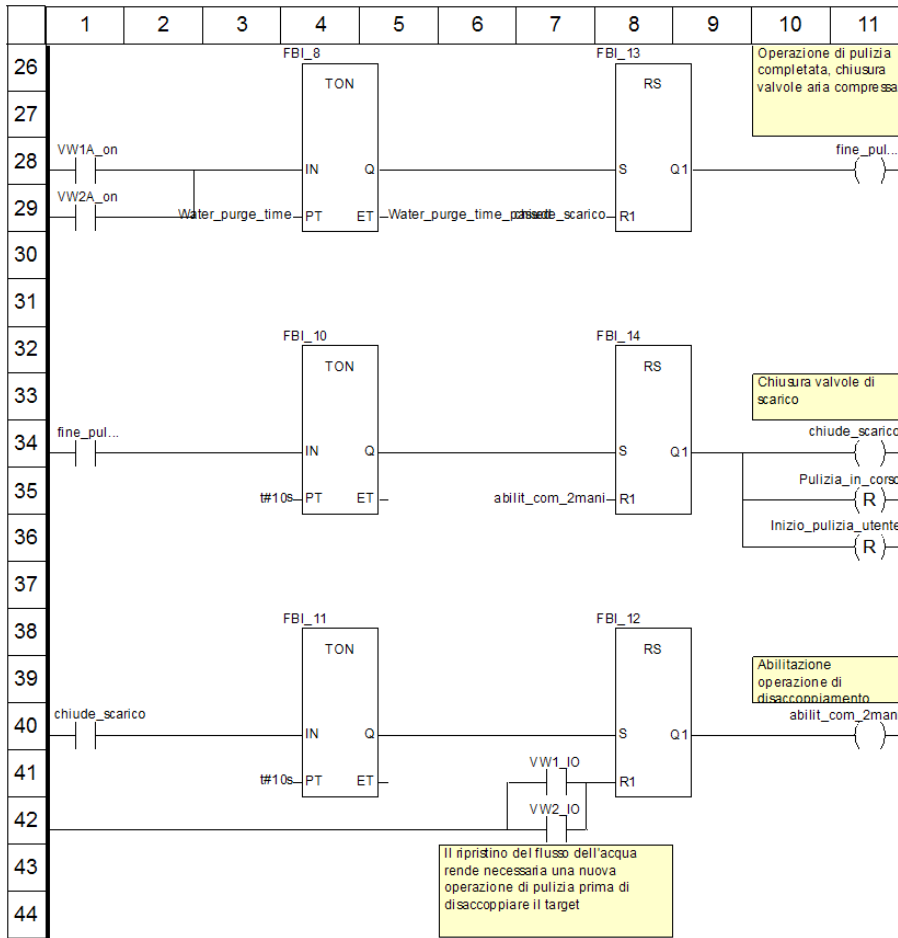 1 2 3 4 5 6 7 8 9 10 11
26
FBI_8
FBI_13
Operazione di pulizia
completata, chiusura
valvole aria compressa
TON
RS
27
28
VW1A_on
IN Q
S Q1
fine_pul...
29
VW2A_on
Water_purge_time PT ET Water_purge_time_passed chiude_scarico R1
30
31
32
FBI_10
FBI_14
TON
RS
33
Chiusura valvole di
scarico
34
fine_pul...
IN Q
S Q1
chiude_scarico
35
t#10s PT ET
abilit_com_2mani R1
Pulizia_in_corso
R
36
Inizio_pulizia_utente
R
37
38
FBI_11
FBI_12
TON
RS
39
Abilitazione
operazione di
disaccoppiamento
40
chiude_scarico
IN Q
S Q1
abilit_com_2man
41
t#10s PT ET
VW1_IO
R1
42
VW2_IO
43
Il ripristino del flusso dell'acqua
rende necessaria una nuova
operazione di pulizia prima di
disaccoppiare il target
44